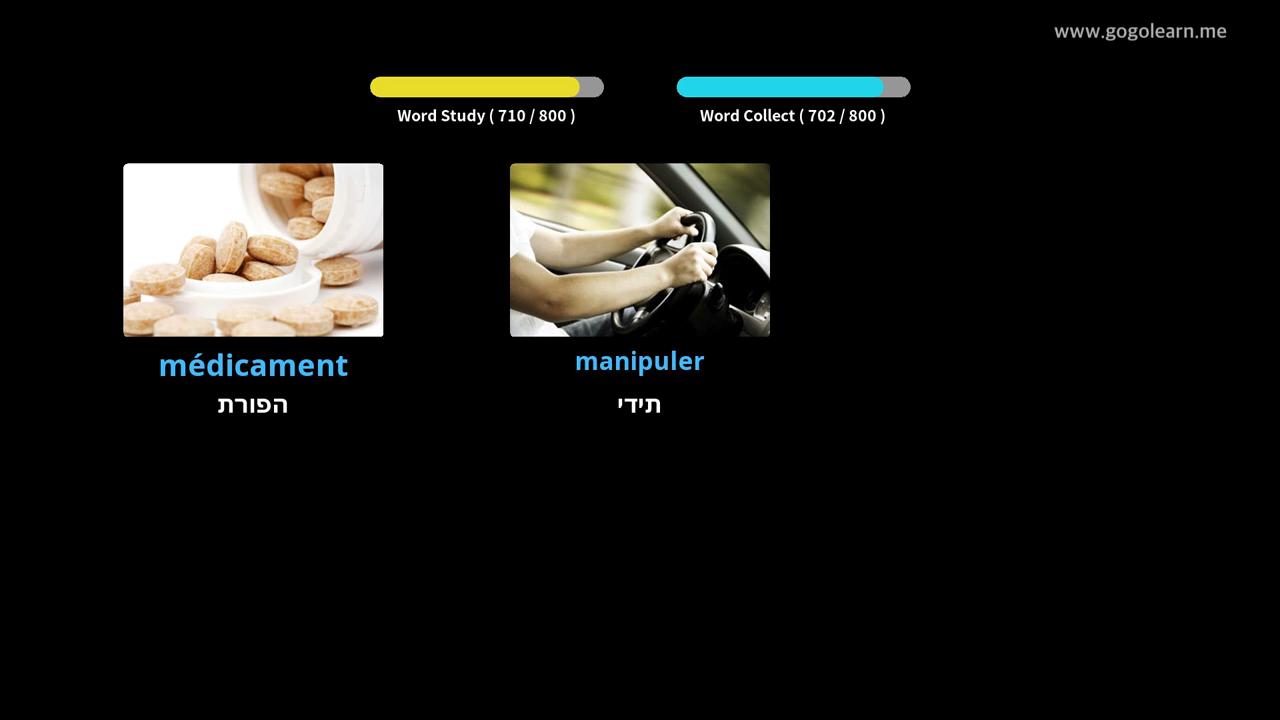 www.gogolearn.me
Word Study ( 710 / 800 )
Word Collect ( 702 / 800 )
médicament
הפורת
manipuler
תידי